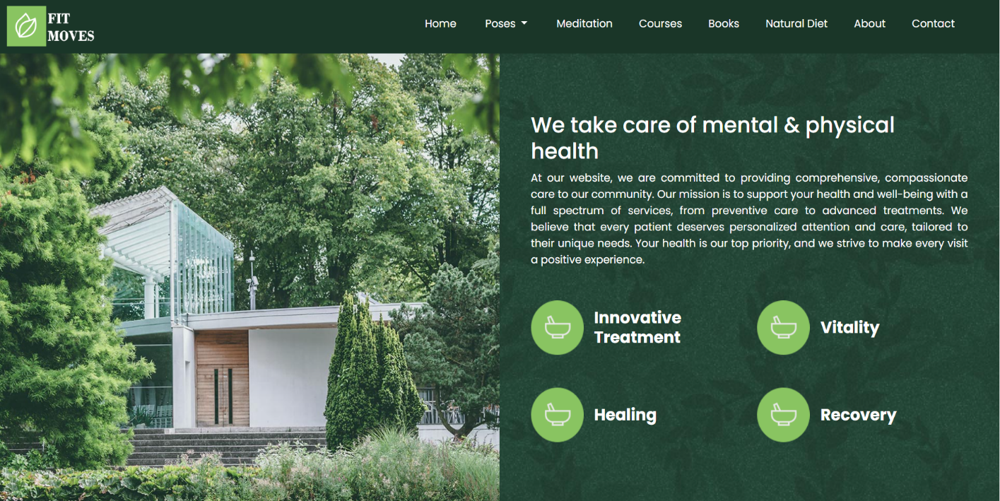 FIT
MOVES
Home Poses Meditation Courses Books Natural Diet About Contact
We take care of mental & physical
health
At our website, we are committed to providing comprehensive, compassionate
care to our community. Our mission is to support your health and well-being with a
full spectrum of services, from preventive care to advanced treatments. We
believe that every patient deserves personalized attention and care, tailored to
their unique needs. Your health is our top priority, and we strive to make every visit
a positive experience.
Innovative
Treatment
Vitality
Healing
Recovery